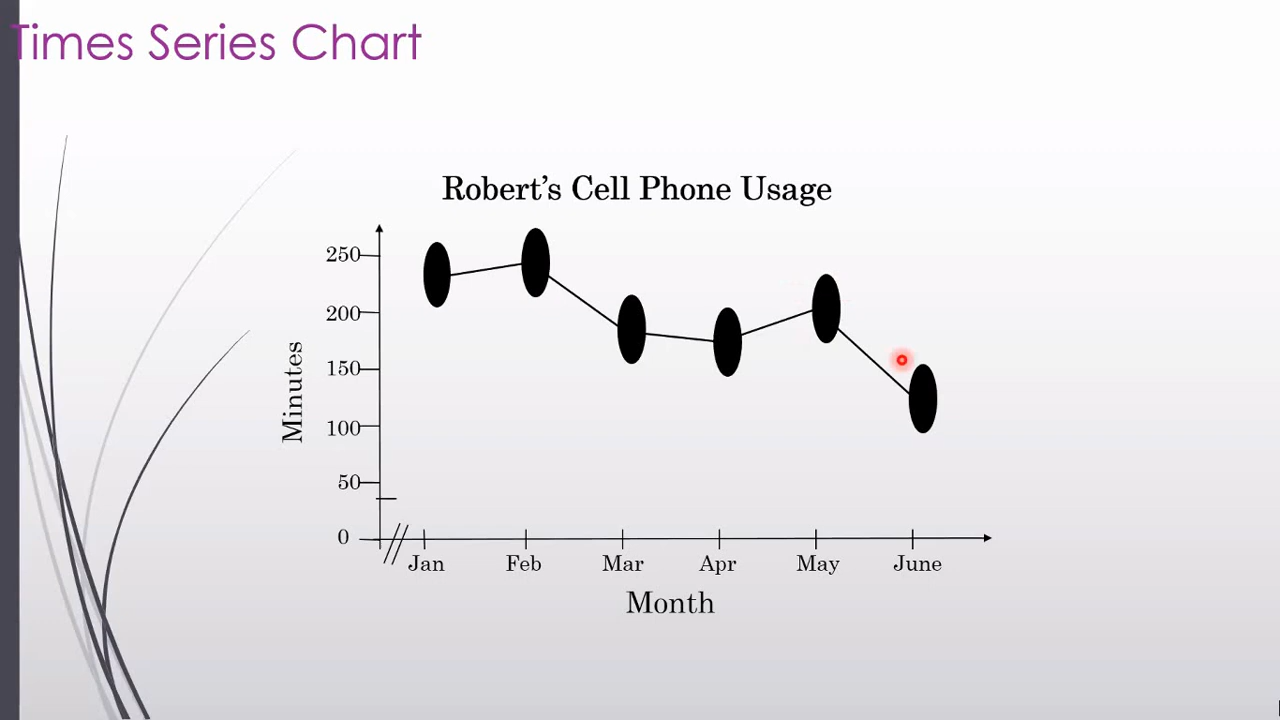 Times Series Chart
Robert's Cell Phone Usage
250
200
150
100
50
0
Minutes
Jan Feb Mar Apr May June
Month